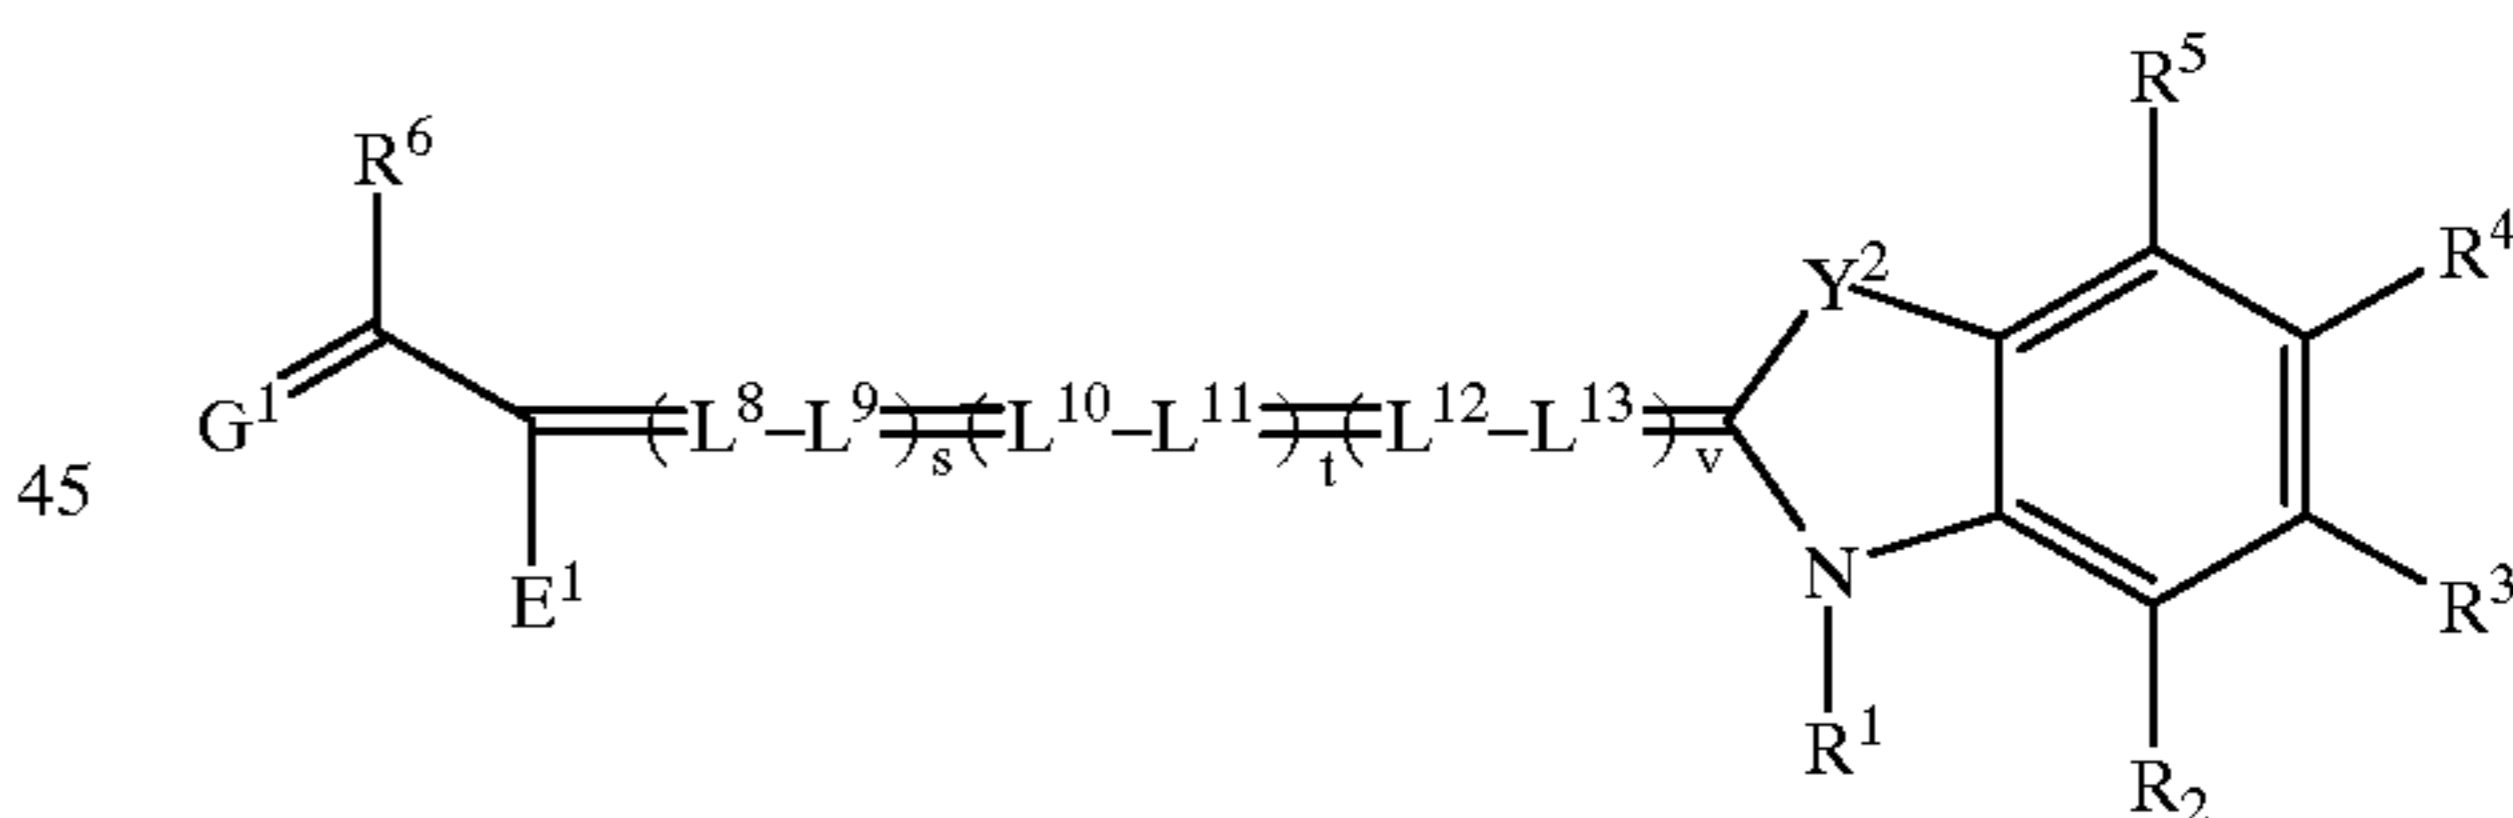 R⁵
R⁶
R⁴
Y²
G¹ =(L⁸–L⁹)s=(L¹⁰–L¹¹)t=(L¹²–L¹³)v
45
E¹
N
R³
R¹
R₂